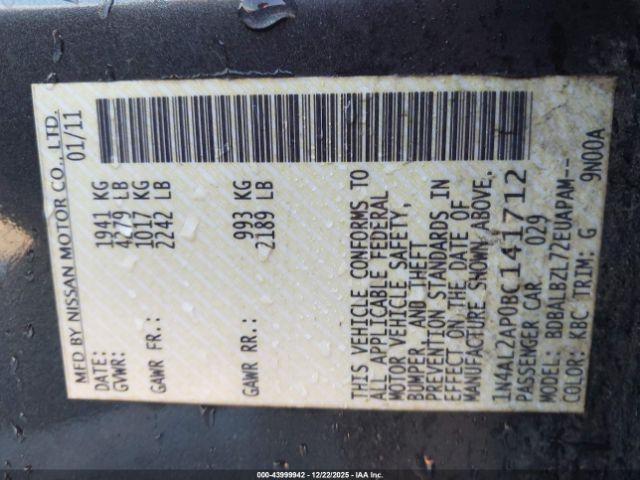 MFD BY NISSAN MOTOR CO., LTD.
DATE: 01/11
GVWR: 1941 KG
4279 LB
GAWR FR.: 1017 KG
2242 LB
GAWR RR.: 993 KG
2189 LB
THIS VEHICLE CONFORMS TO
ALL APPLICABLE FEDERAL
MOTOR VEHICLE SAFETY,
BUMPER, AND THEFT
PREVENTION STANDARDS IN
EFFECT ON THE DATE OF
MANUFACTURE SHOWN ABOVE.
1N4AL2AP0BC141712
PASSENGER CAR 029
MODEL: BDBALBZL72EUAPAM--
COLOR: KBC TRIM: G 9N00A
000-43999942 - 12/22/2025 - IAA Inc.